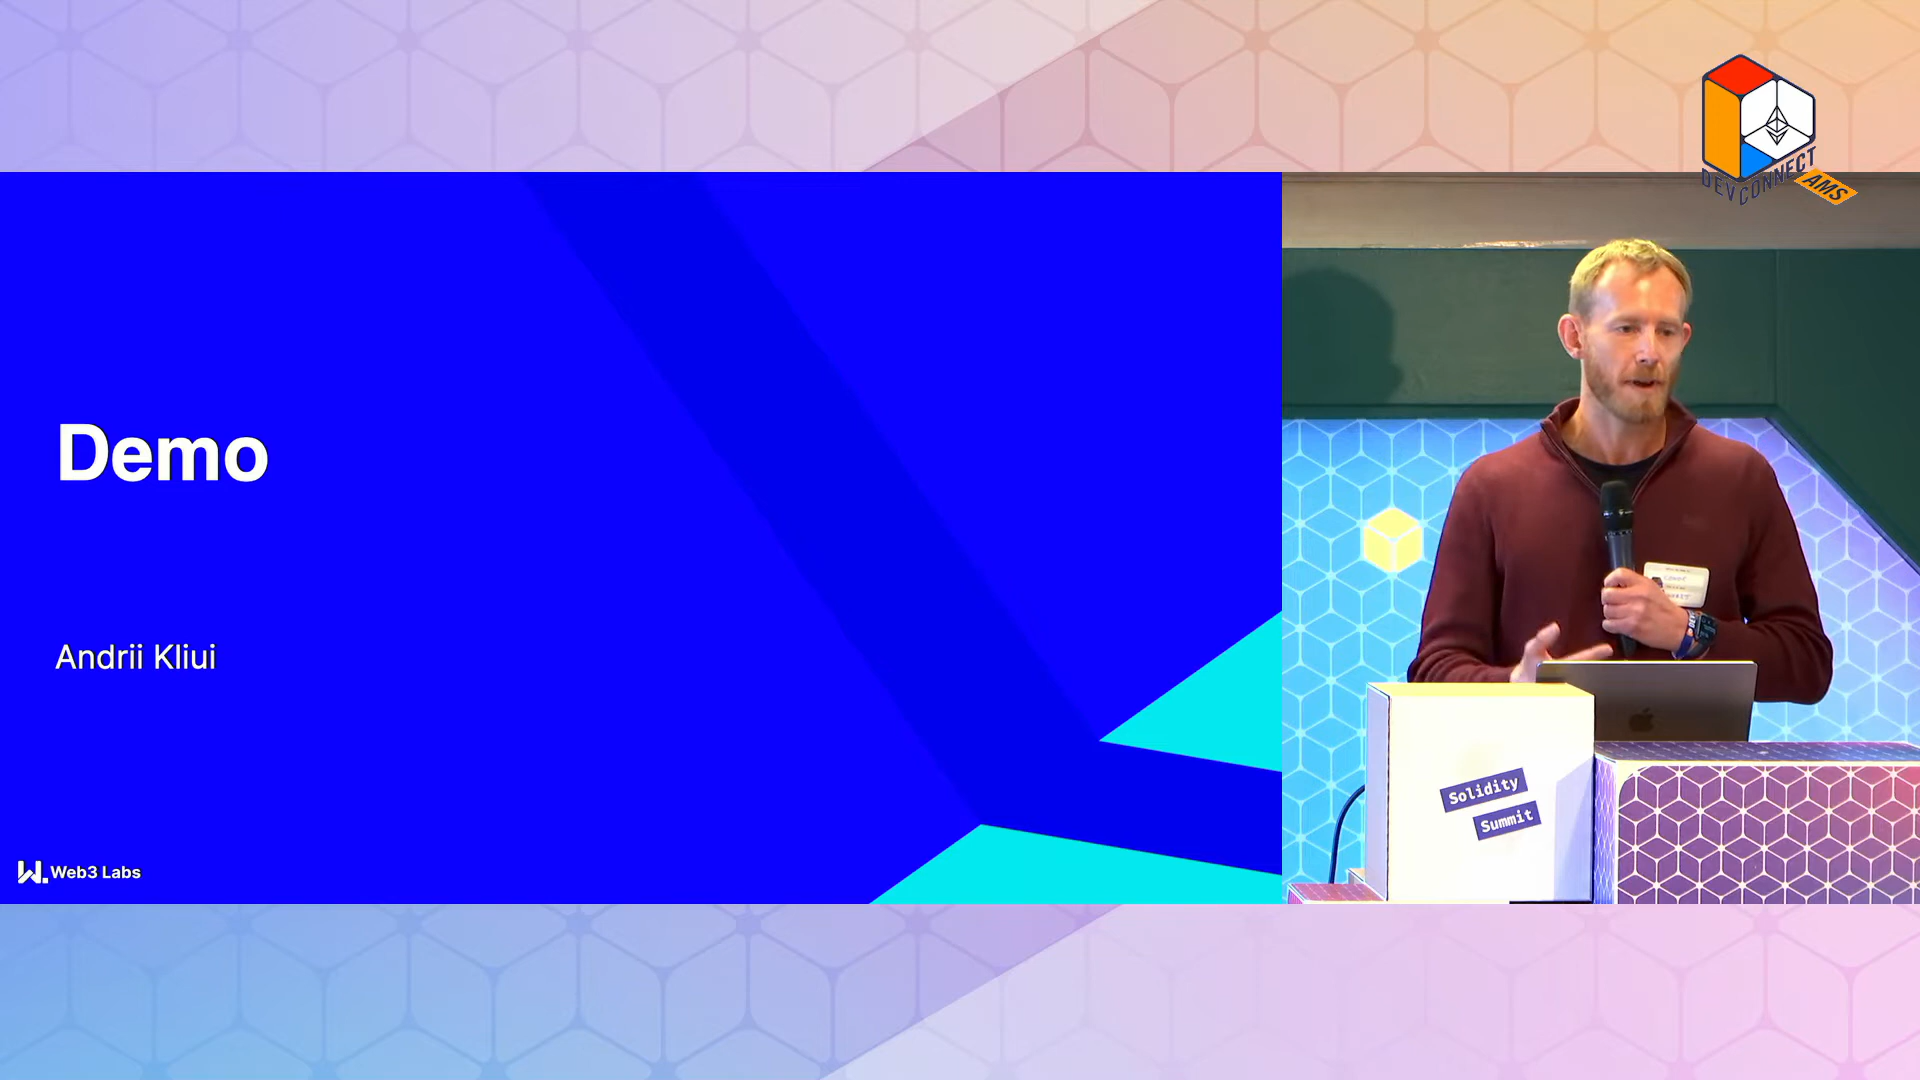 DEVCONNECT
AMS
Demo
Andrii Kliui
Web3 Labs
Solidity
Summit